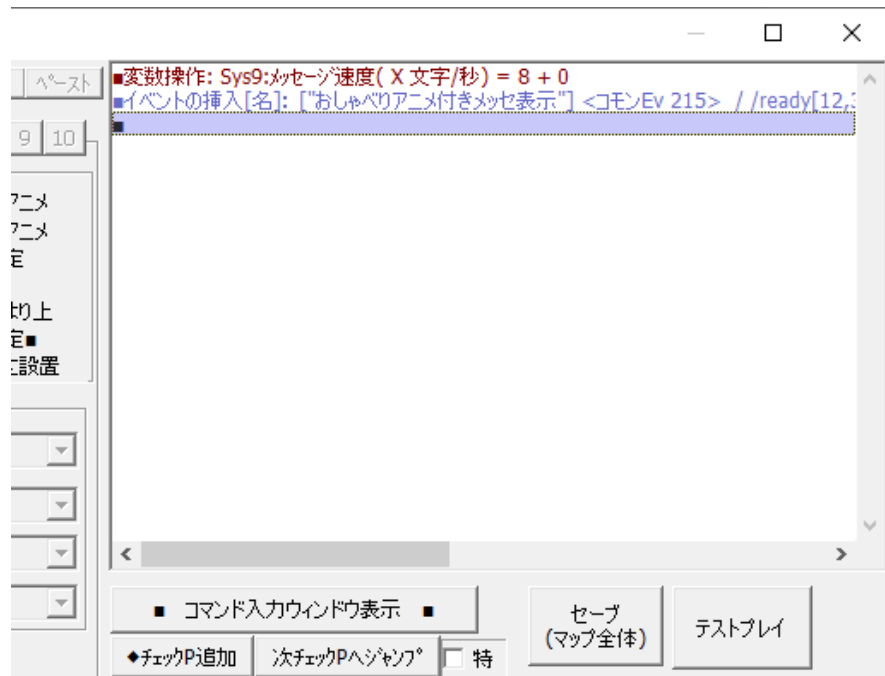 ペースト
9 10
アニメ
アニメ
定
より上
定■
に設置
■変数操作: Sys9:メッセージ速度( X 文字/秒) = 8 + 0
■イベントの挿入[名]: ["おしゃべりアニメ付きメッセ表示"] <コモンEv 215> / /ready[12,
■
■ コマンド入力ウィンドウ表示 ■
セーブ
(マップ全体)
テストプレイ
◆チェックP追加
次チェックPへジャンプ
特